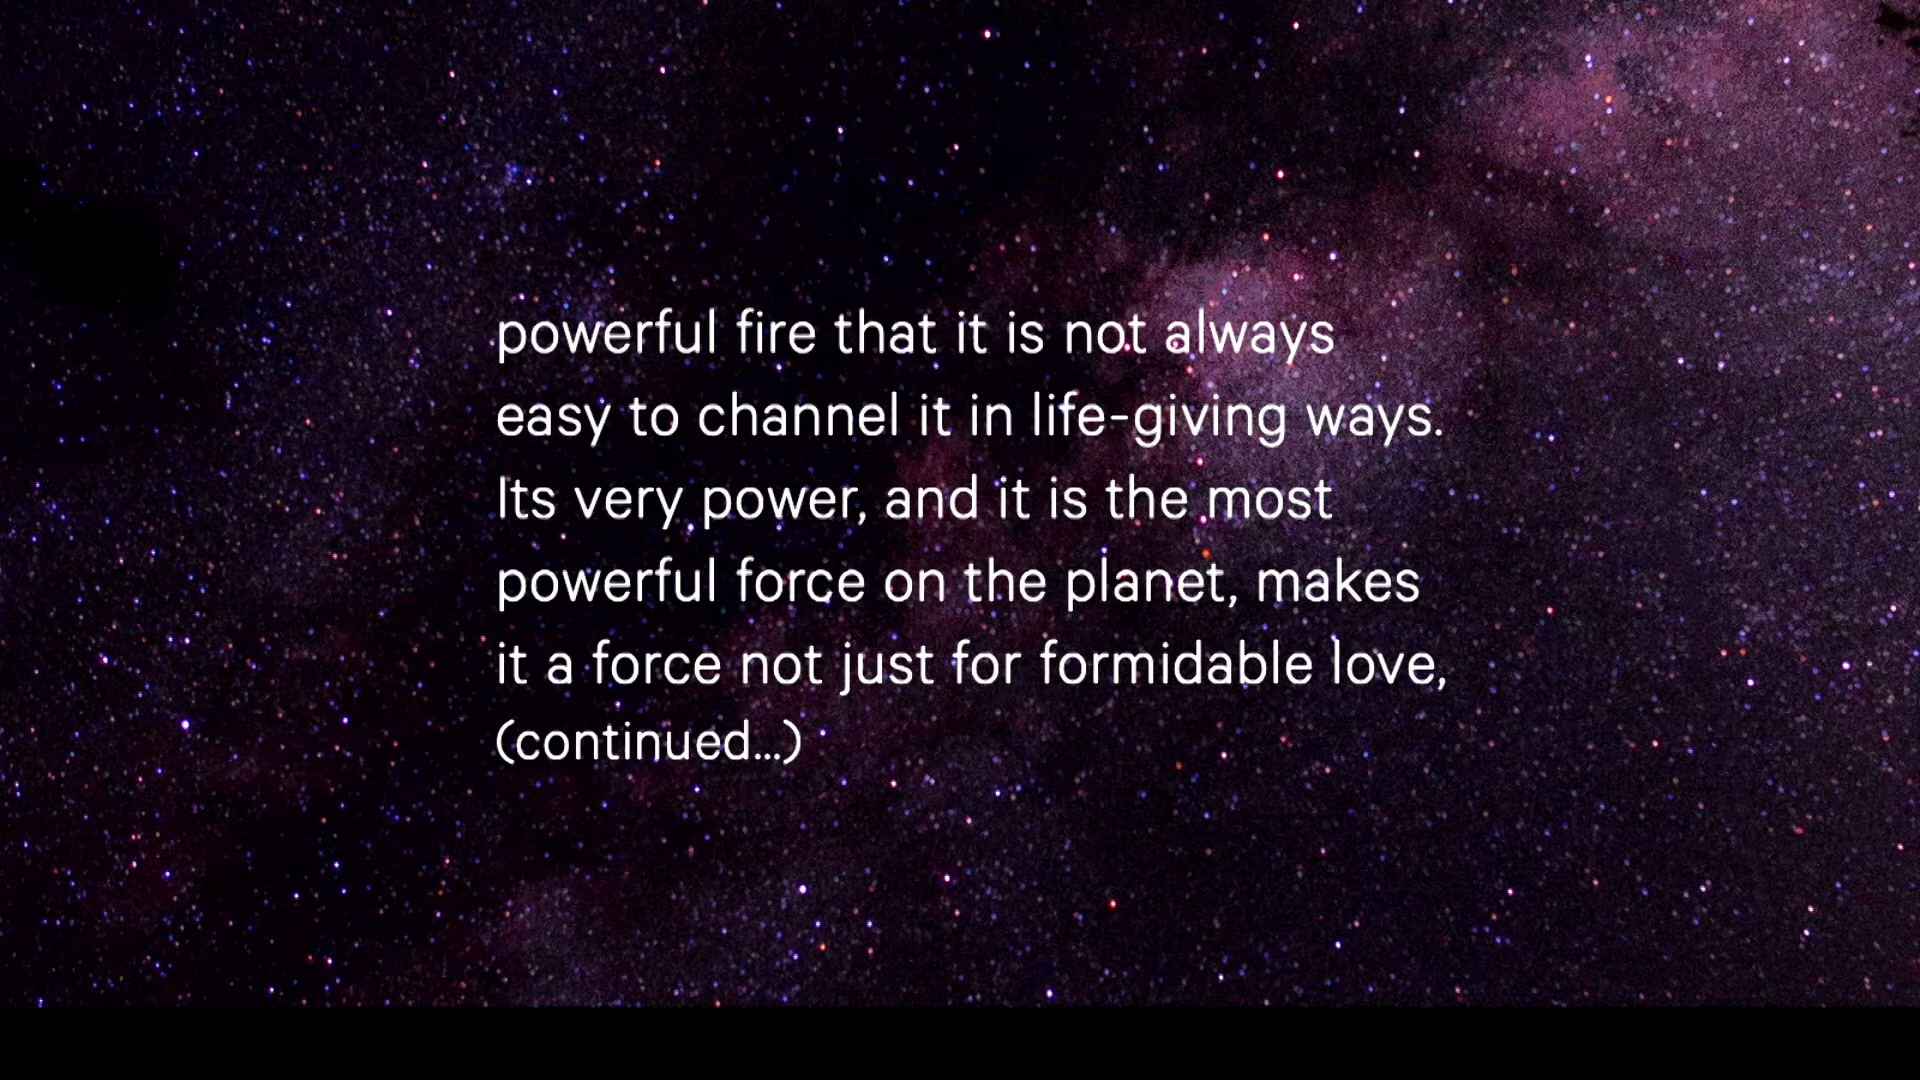 powerful fire that it is not always
easy to channel it in life-giving ways.
Its very power, and it is the most
powerful force on the planet, makes
it a force not just for formidable love,
(continued...)